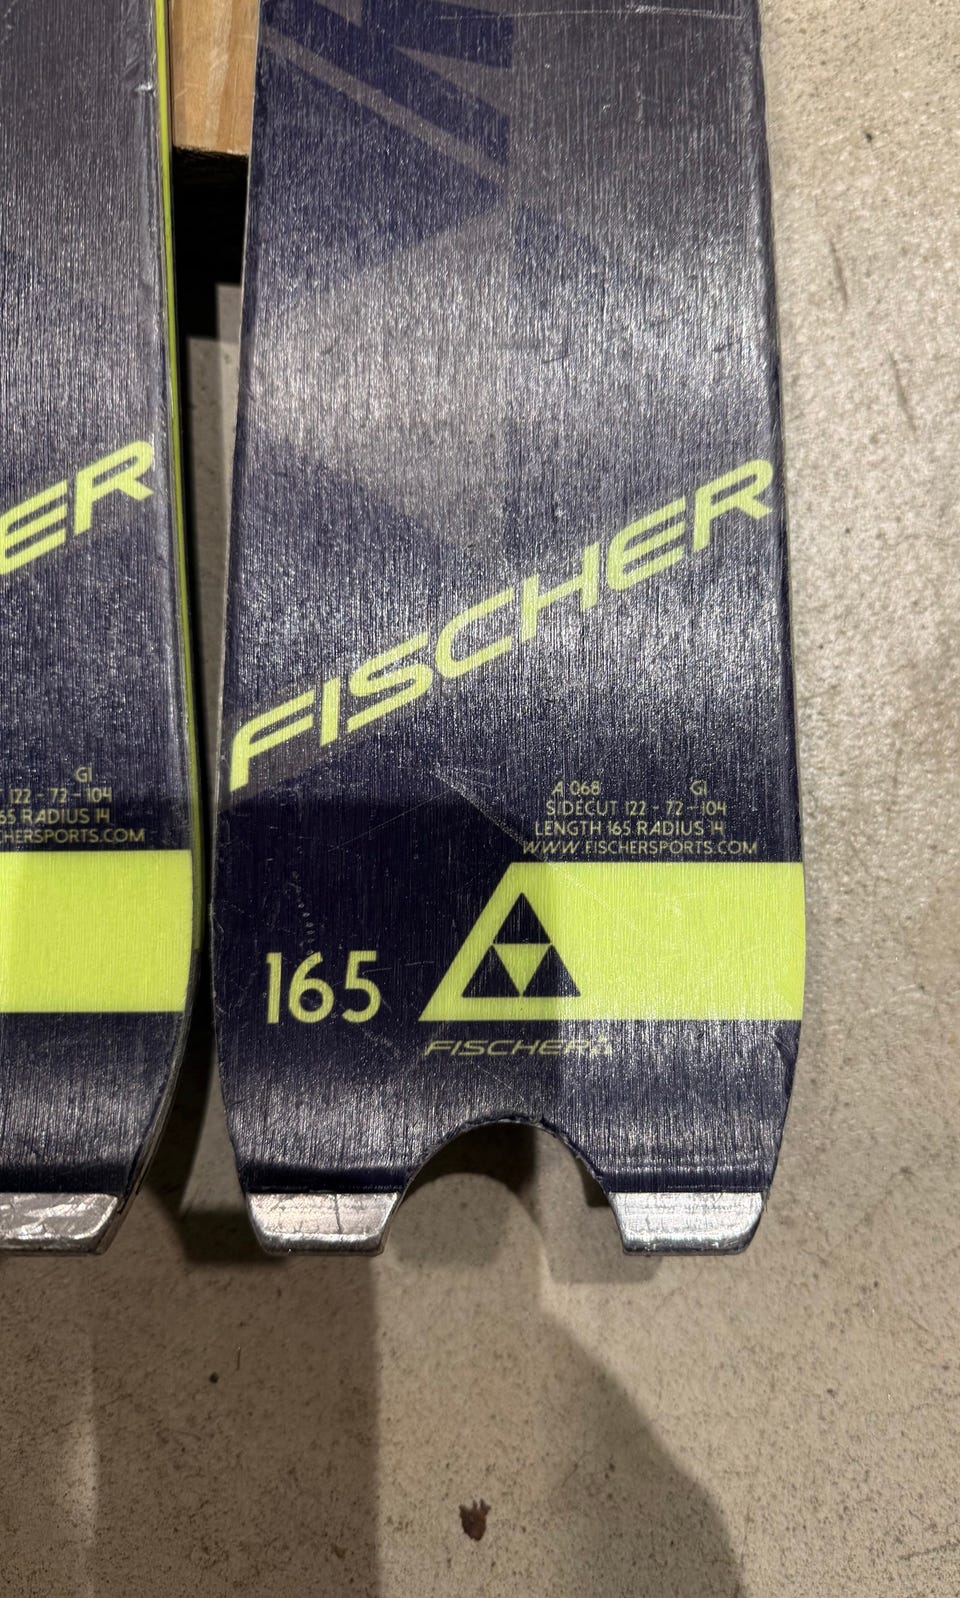 ER
GI
122 - 72 - 104
65 RADIUS 14
CHERSPORTS.COM
FISCHER
A 068 GI
SIDECUT 122 - 72 - 104
LENGTH 165 RADIUS 14
WWW.FISCHERSPORTS.COM
165
FISCHER